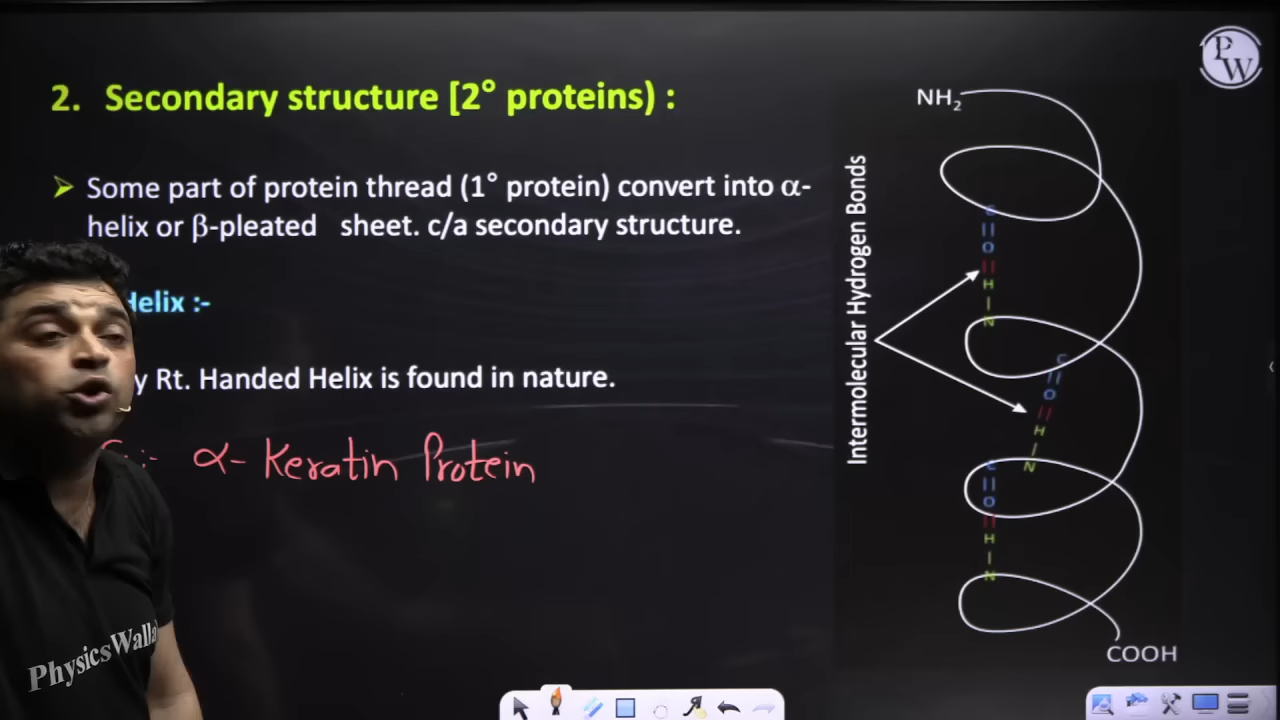 2. Secondary structure [2° proteins) :
➤ Some part of protein thread (1° protein) convert into α-
helix or β-pleated sheet. c/a secondary structure.
Helix :-
y Rt. Handed Helix is found in nature.
α- Keratin Protein
PhysicsWalla
PW
NH₂
Intermolecular Hydrogen Bonds
C
O
H
N
C
O
H
N
C
O
H
N
COOH